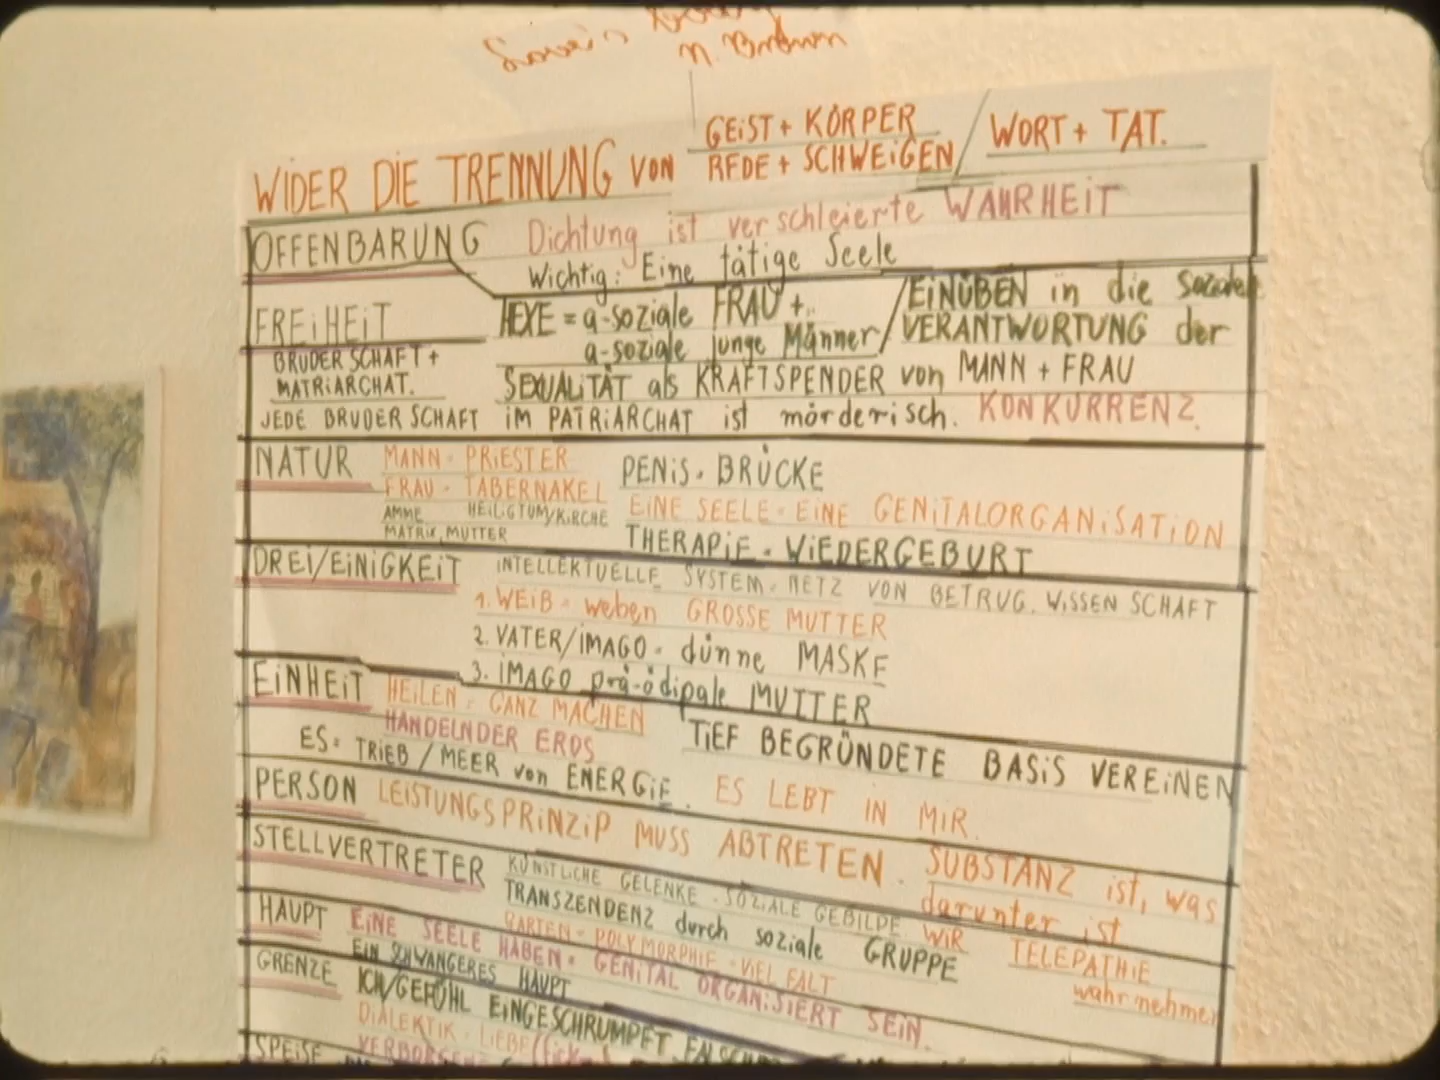 Love's Body
N. Brown
WIDER DIE TRENNUNG VON GEIST + KÖRPER / WORT + TAT.
REDE + SCHWEIGEN
OFFENBARUNG Dichtung ist verschleierte WAHRHEIT
Wichtig: Eine tätige Seele
FREIHEIT HEXE = a-soziale FRAU + / EINÜBEN in die soziale
a-soziale junge Männer / VERANTWORTUNG der
BRUDERSCHAFT +
MATRIARCHAT. SEXUALITÄT als KRAFTSPENDER von MANN + FRAU
JEDE BRUDERSCHAFT IM PATRIARCHAT ist mörderisch. KONKURRENZ.
NATUR MANN = PRIESTER PENIS = BRÜCKE
FRAU = TABERNAKEL
AMME HEILIGTUM/KIRCHE EINE SEELE = EINE GENITALORGANISATION
MATRIX, MUTTER THERAPIE = WIEDERGEBURT
DREI/EINIGKEIT INTELLEKTUELLE SYSTEM = NETZ VON BETRUG. WISSENSCHAFT
1. WEIB = weben GROSSE MUTTER
2. VATER/IMAGO = dünne MASKE
3. IMAGO prä-ödipale MUTTER
EINHEIT HEILEN = GANZ MACHEN TIEF BEGRÜNDETE BASIS VEREINEN
HANDELNDER EROS
ES = TRIEB / MEER von ENERGIE. ES LEBT IN MIR.
PERSON LEISTUNGSPRINZIP MUSS ABTRETEN. SUBSTANZ ist, was
darunter ist
STELLVERTRETER KÜNSTLICHE GELENKE = SOZIALE GEBILDE
TRANSZENDENZ durch soziale GRUPPE
GARTEN = POLYMORPHIE = VIELFALT WIR TELEPATHIE
wahrnehmen
HAUPT EINE SEELE HABEN = GENITAL ORGANISIERT SEIN.
EIN SCHWANGERES HAUPT
GRENZE ICH/GEFÜHL EINGESCHRUMPFT
DIALEKTIK = LIEBE
SPEISE